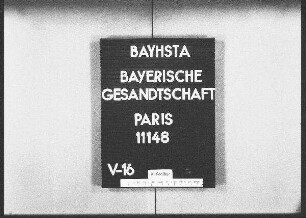 BAYHSTA
BAYERISCHE
GESANDTSCHAFT
PARIS
11148
V-16